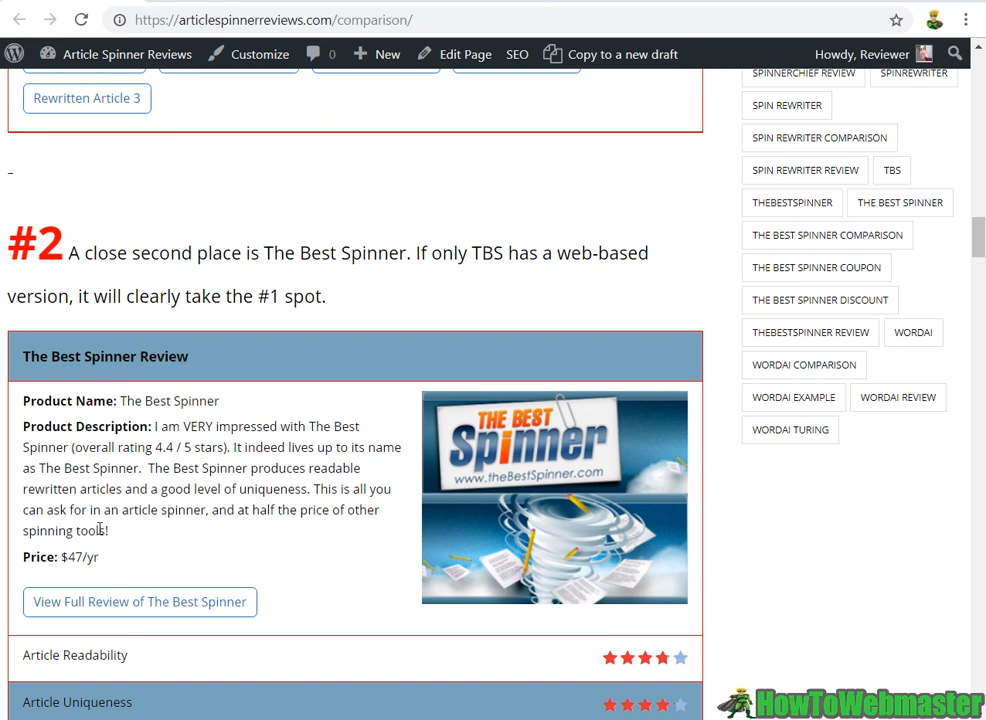 https://articlespinnerreviews.com/comparison/
Article Spinner Reviews Customize 0 New Edit Page SEO Copy to a new draft Howdy, Reviewer
Rewritten Article 3
–
#2 A close second place is The Best Spinner. If only TBS has a web-based
version, it will clearly take the #1 spot.
The Best Spinner Review
Product Name: The Best Spinner
Product Description: I am VERY impressed with The Best
Spinner (overall rating 4.4 / 5 stars). It indeed lives up to its name
as The Best Spinner. The Best Spinner produces readable
rewritten articles and a good level of uniqueness. This is all you
can ask for in an article spinner, and at half the price of other
spinning tools!
Price: $47/yr
View Full Review of The Best Spinner
THE BEST
Spinner
www.theBestSpinner.com
Article Readability
Article Uniqueness
SPINNERCHIEF REVIEW SPINREWRITER
SPIN REWRITER
SPIN REWRITER COMPARISON
SPIN REWRITER REVIEW TBS
THEBESTSPINNER THE BEST SPINNER
THE BEST SPINNER COMPARISON
THE BEST SPINNER COUPON
THE BEST SPINNER DISCOUNT
THEBESTSPINNER REVIEW WORDAI
WORDAI COMPARISON
WORDAI EXAMPLE WORDAI REVIEW
WORDAI TURING
HowToWebmaster